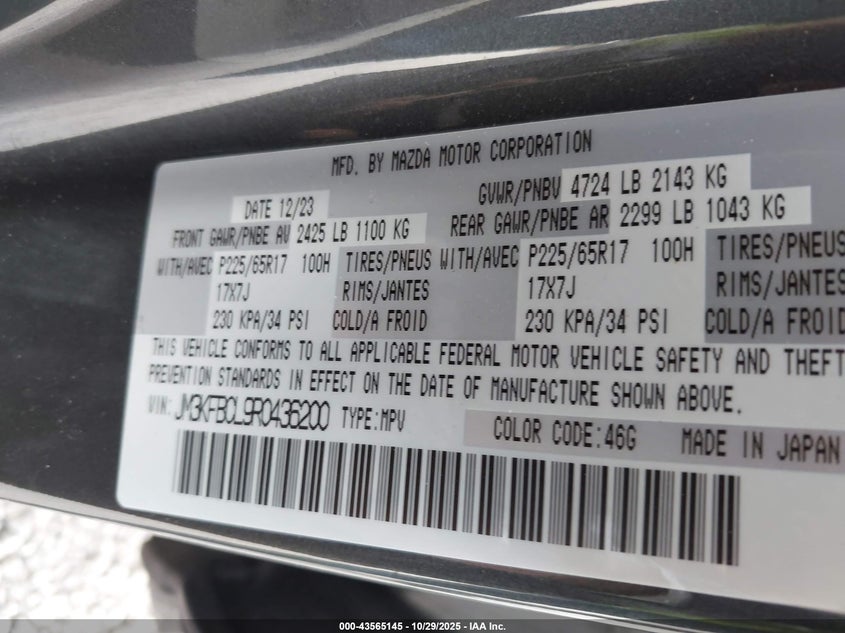 MFD. BY MAZDA MOTOR CORPORATION
DATE 12/23 GVWR/PNBV 4724 LB 2143 KG
FRONT GAWR/PNBE AV 2425 LB 1100 KG REAR GAWR/PNBE AR 2299 LB 1043 KG
WITH/AVEC P225/65R17 100H TIRES/PNEUS WITH/AVEC P225/65R17 100H TIRES/PNEUS
17X7J RIMS/JANTES 17X7J RIMS/JANTES
230 KPA/34 PSI COLD/A FROID 230 KPA/34 PSI COLD/A FROID
THIS VEHICLE CONFORMS TO ALL APPLICABLE FEDERAL MOTOR VEHICLE SAFETY AND THEFT
PREVENTION STANDARDS IN EFFECT ON THE DATE OF MANUFACTURE SHOWN ABOVE.
VIN: JM3KFBCL9R0436200 TYPE:MPV COLOR CODE:46G MADE IN JAPAN
000-43565145 - 10/29/2025 - IAA Inc.